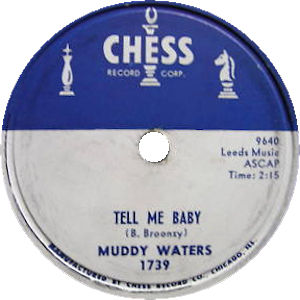 CHESS
RECORD CORP.
9640
Leeds Music
ASCAP
Time: 2:15
TELL ME BABY
(B. Broonzy)
MUDDY WATERS
1739
MANUFACTURED BY CHESS RECORD CO., CHICAGO, ILL.